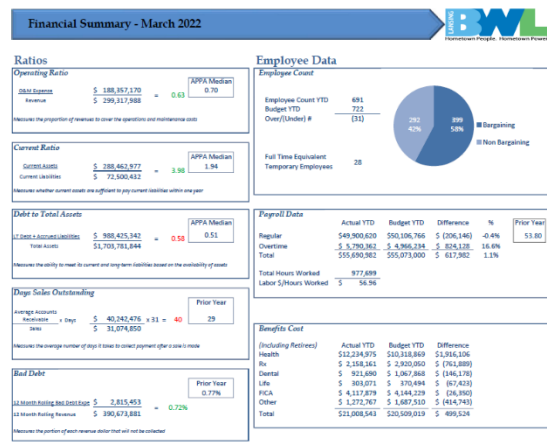 Financial Summary - March 2022
LANSING
BWL
Hometown People. Hometown Power
Ratios
Operating Ratio
O&M Expense $ 188,357,170 = 0.63
Revenue $ 299,317,988
APPA Median
0.70
Measures the proportion of revenues to cover the operations and maintenance costs
Current Ratio
Current Assets $ 288,462,977 = 3.98
Current Liabilities $ 72,500,432
APPA Median
1.94
Measures whether current assets are sufficient to pay current liabilities within one year
Debt to Total Assets
LT Debt + Accrued Liabilities $ 988,425,342 = 0.58
Total Assets $1,703,781,844
APPA Median
0.51
Measures the ability to meet its current and long-term liabilities based on the availability of assets
Days Sales Outstanding
Average Accounts
Receivable x Days $ 40,242,476 x 31 = 40
Sales $ 31,074,850
Prior Year
29
Measures the average number of days it takes to collect payment after a sale is made
Bad Debt
12 Month Rolling Bad Debt Expe $ 2,815,453 = 0.72%
12 Month Rolling Revenue $ 390,673,881
Prior Year
0.77%
Measures the portion of each revenue dollar that will not be collected
Employee Data
Employee Count
Employee Count YTD 691
Budget YTD 722
Over/(Under) # (31)
Full Time Equivalent
Temporary Employees 28
292
42%
399
58%
Bargaining
Non Bargaining
Payroll Data
Actual YTD Budget YTD Difference %
Regular $49,900,620 $50,106,766 $ (206,146) -0.4%
Overtime $ 5,790,362 $ 4,966,234 $ 824,128 16.6%
Total $55,690,982 $55,073,000 $ 617,982 1.1%
Total Hours Worked 977,699
Labor $/Hours Worked $ 56.96
Prior Year
53.80
Benefits Cost
(Including Retirees) Actual YTD Budget YTD Difference
Health $12,234,975 $10,318,869 $1,916,106
Rx $ 2,158,161 $ 2,920,050 $ (761,889)
Dental $ 921,690 $ 1,067,868 $ (146,178)
Life $ 303,071 $ 370,494 $ (67,423)
FICA $ 4,117,879 $ 4,144,229 $ (26,350)
Other $ 1,272,767 $ 1,687,510 $ (414,743)
Total $21,008,543 $20,509,019 $ 499,524